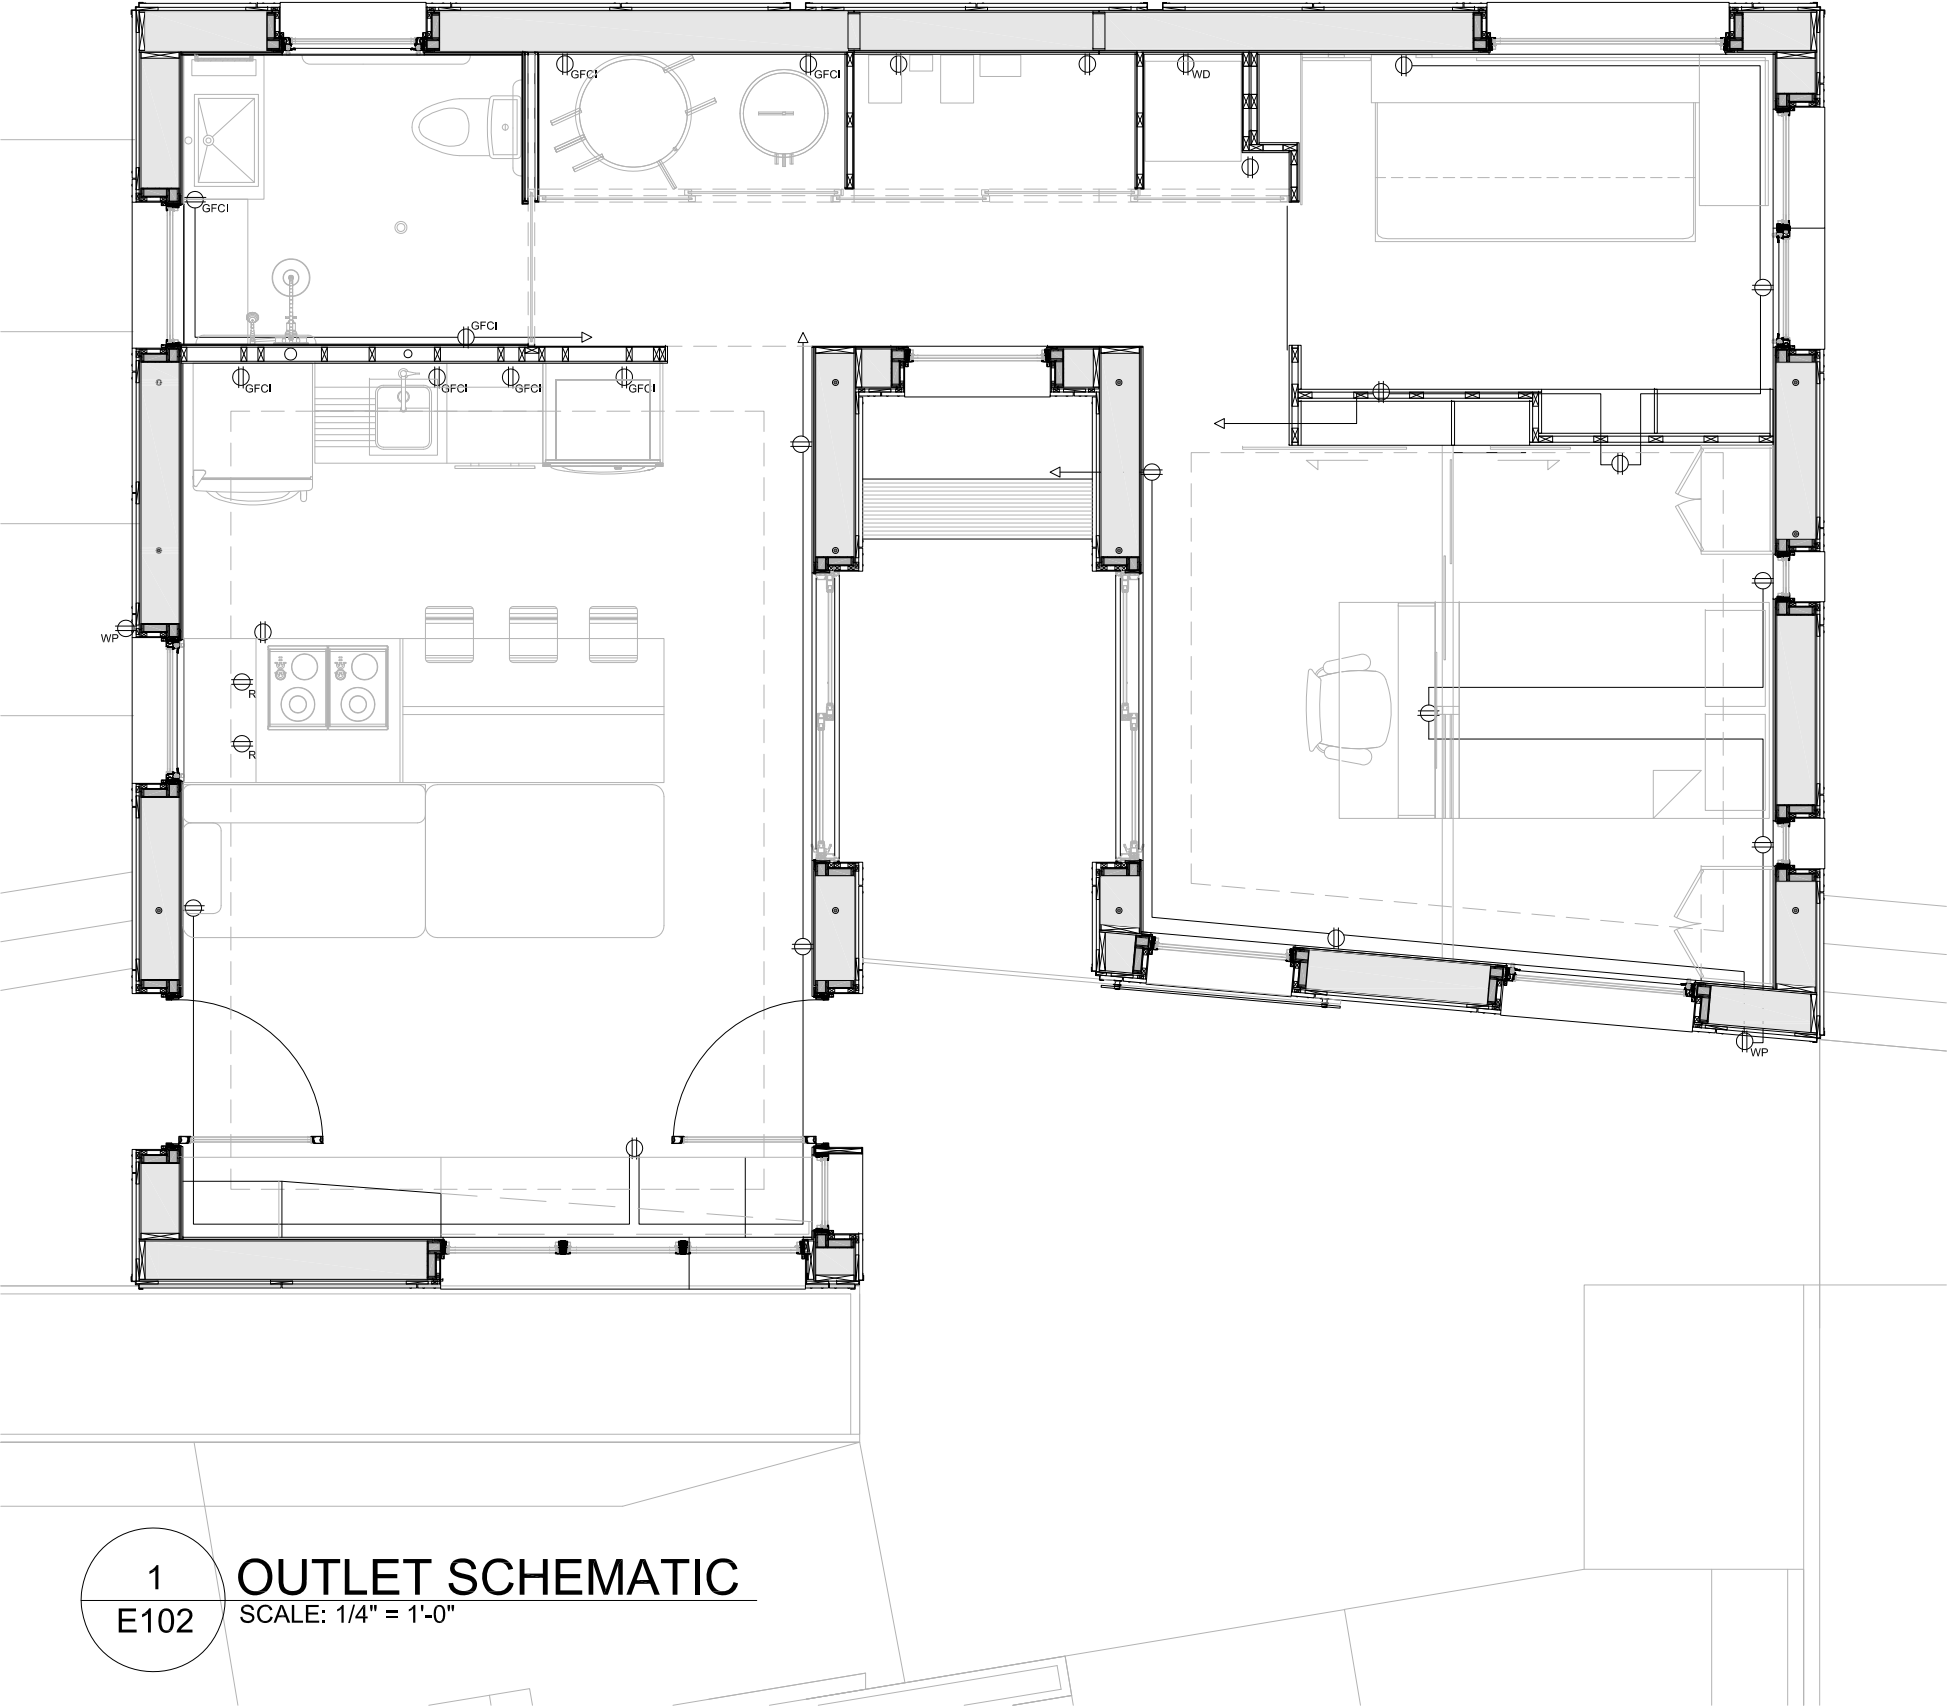 GFCI
GFCI
WD
GFCI
GFCI
GFCI
GFCI
GFCI
GFCI
WP
R
R
WP
1
OUTLET SCHEMATIC
E102
SCALE: 1/4" = 1'-0"